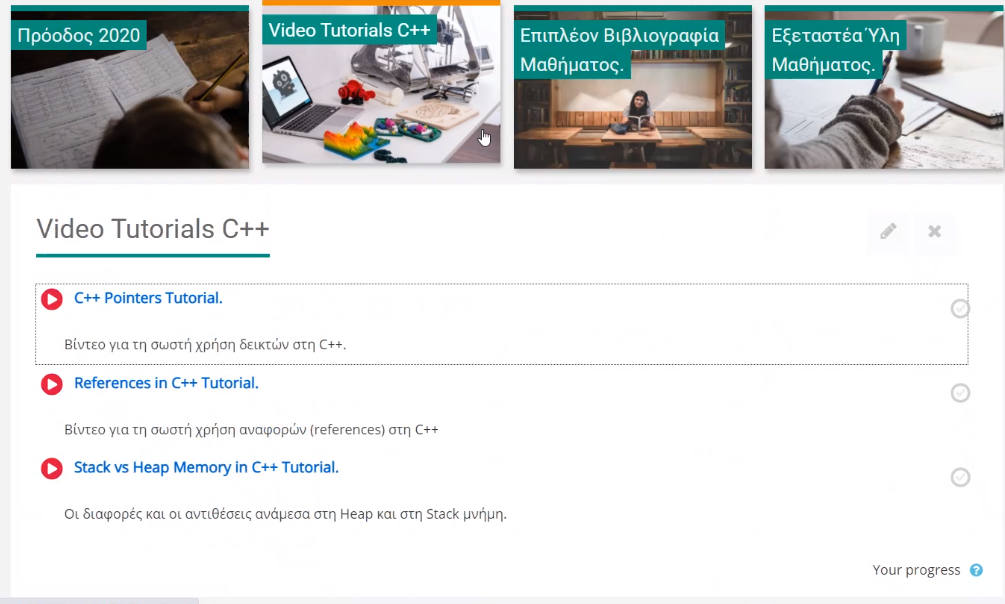 Πρόοδος 2020
Video Tutorials C++
Επιπλέον Βιβλιογραφία
Μαθήματος.
Εξεταστέα Ύλη
Μαθήματος.
Video Tutorials C++
C++ Pointers Tutorial.
Βίντεο για τη σωστή χρήση δεικτών στη C++.
References in C++ Tutorial.
Βίντεο για τη σωστή χρήση αναφορών (references) στη C++
Stack vs Heap Memory in C++ Tutorial.
Οι διαφορές και οι αντιθέσεις ανάμεσα στη Heap και στη Stack μνήμη.
Your progress